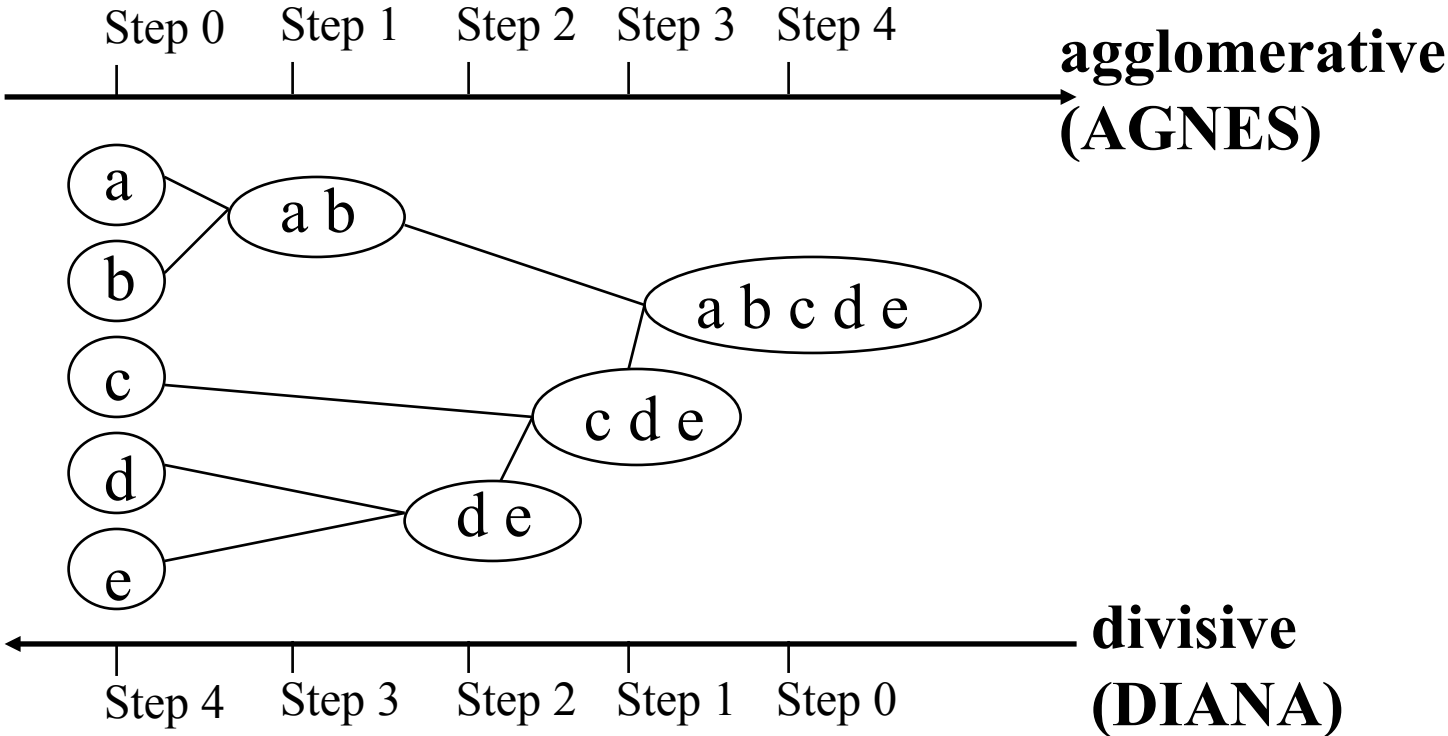 Step 0 Step 1 Step 2 Step 3 Step 4
agglomerative
(AGNES)
a
a b
b
a b c d e
c
c d e
d
d e
e
divisive
(DIANA)
Step 4 Step 3 Step 2 Step 1 Step 0